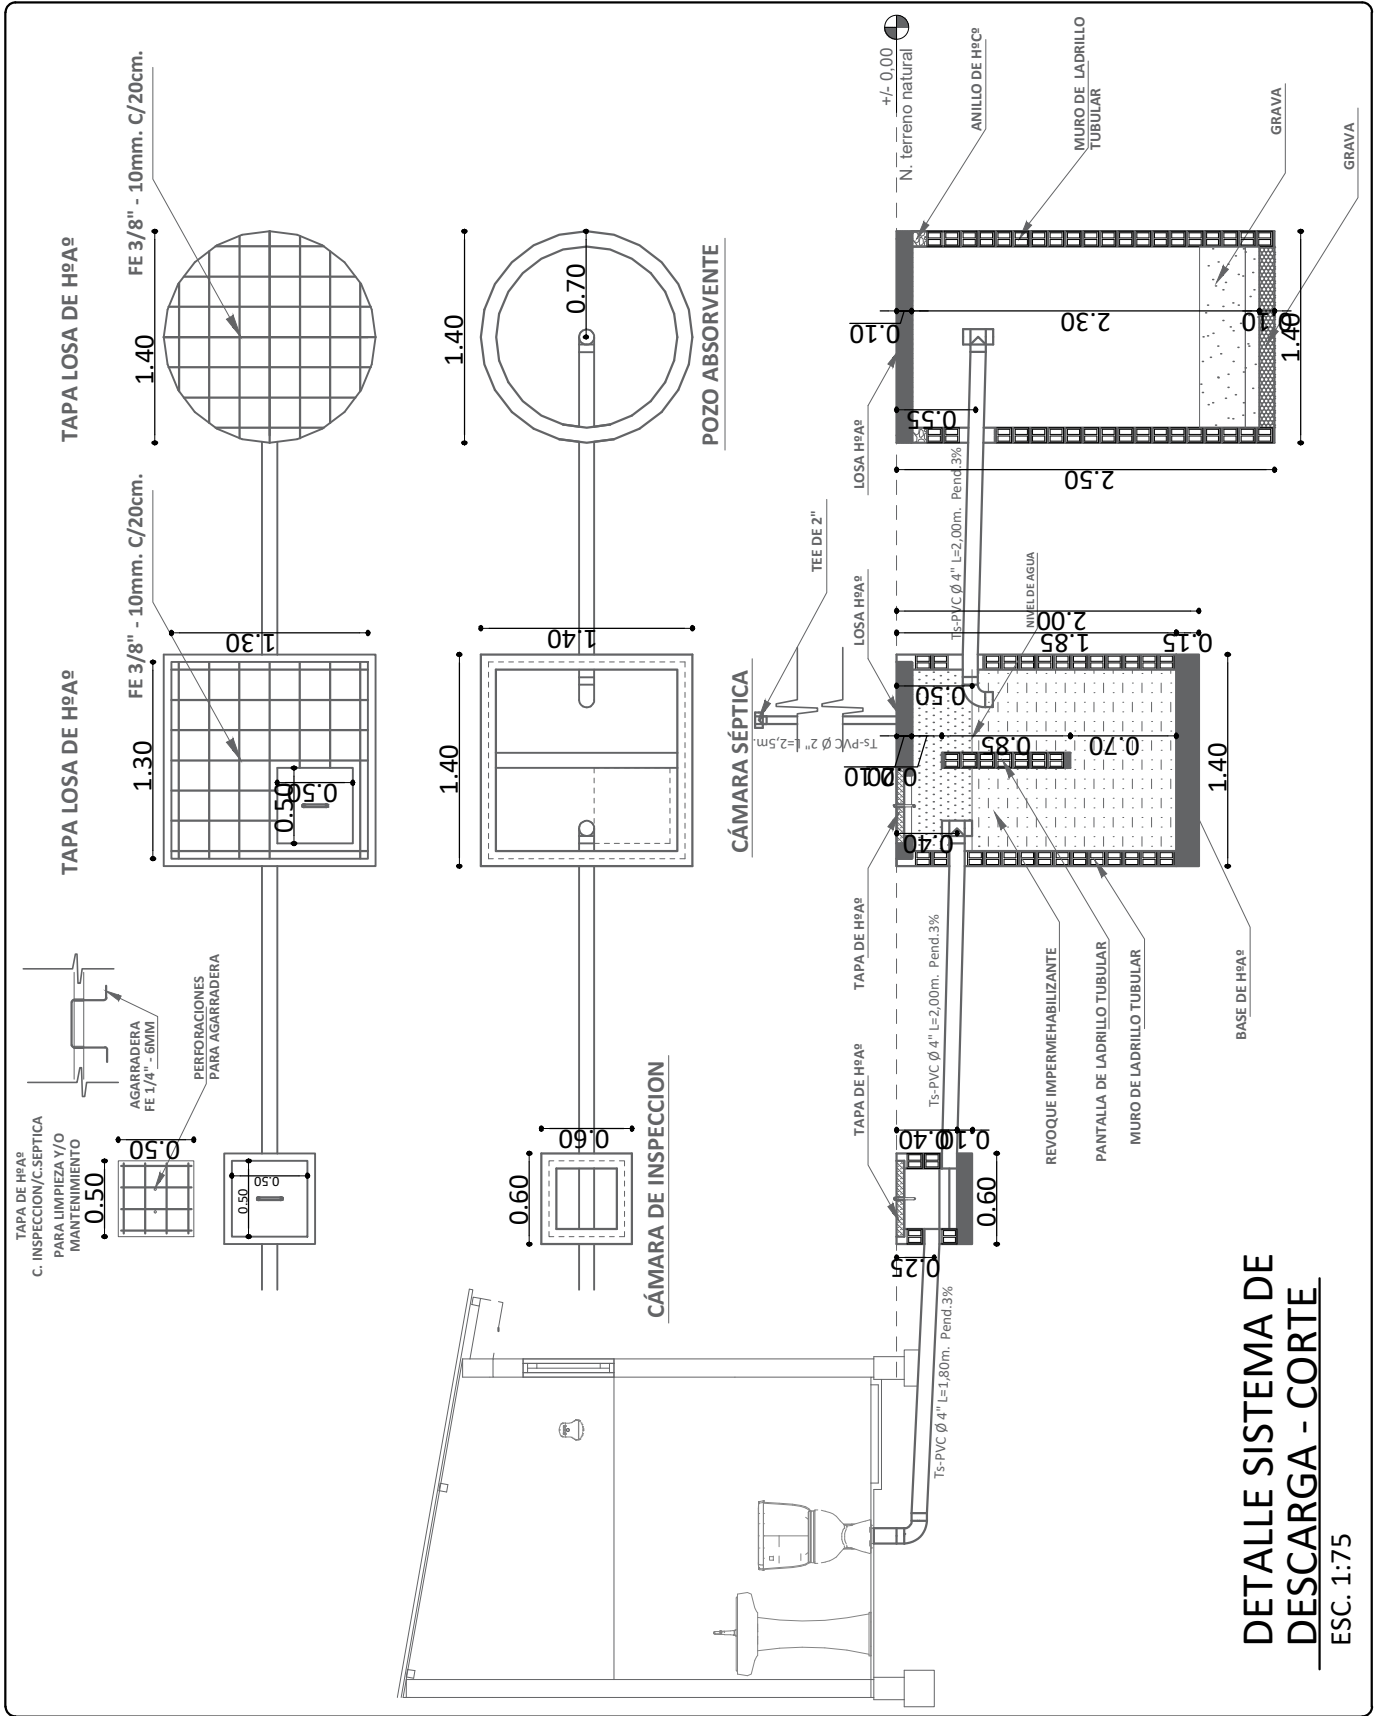 TAPA DE HºAº
C. INSPECCION/C.SEPTICA
PARA LIMPIEZA Y/O
MANTENIMIENTO
0.50
0.50
AGARRADERA
FE 1/4" - 6MM
PERFORACIONES
PARA AGARRADERA
0.50
0.50
TAPA LOSA DE HºAº
FE 3/8" - 10mm. C/20cm.
1.30
1.30
0.50
0.50
TAPA LOSA DE HºAº
FE 3/8" - 10mm. C/20cm.
1.40
0.60
0.60
CÁMARA DE INSPECCION
1.40
1.40
CÁMARA SÉPTICA
1.40
0.70
POZO ABSORVENTE
+/- 0,00
N. terreno natural
Ts-PVC Ø 4" L=1,80m. Pend.3%
0.25
0.40
0.10
0.60
TAPA DE HºAº
Ts-PVC Ø 4" L=2,00m. Pend.3%
TAPA DE HºAº
Ts-PVC Ø 2" L=2,5m.
TEE DE 2"
LOSA HºAº
0.40
0.10
0.20
0.50
0.85
0.70
1.85
2.00
0.15
1.40
NIVEL DE AGUA
REVOQUE IMPERMEHABILIZANTE
PANTALLA DE LADRILLO TUBULAR
MURO DE LADRILLO TUBULAR
BASE DE HºAº
Ts-PVC Ø 4" L=2,00m. Pend.3%
LOSA HºAº
0.10
0.55
2.30
2.50
0.10
1.40
ANILLO DE HºCº
MURO DE LADRILLO
TUBULAR
GRAVA
GRAVA
DETALLE SISTEMA DE
DESCARGA - CORTE
ESC. 1:75